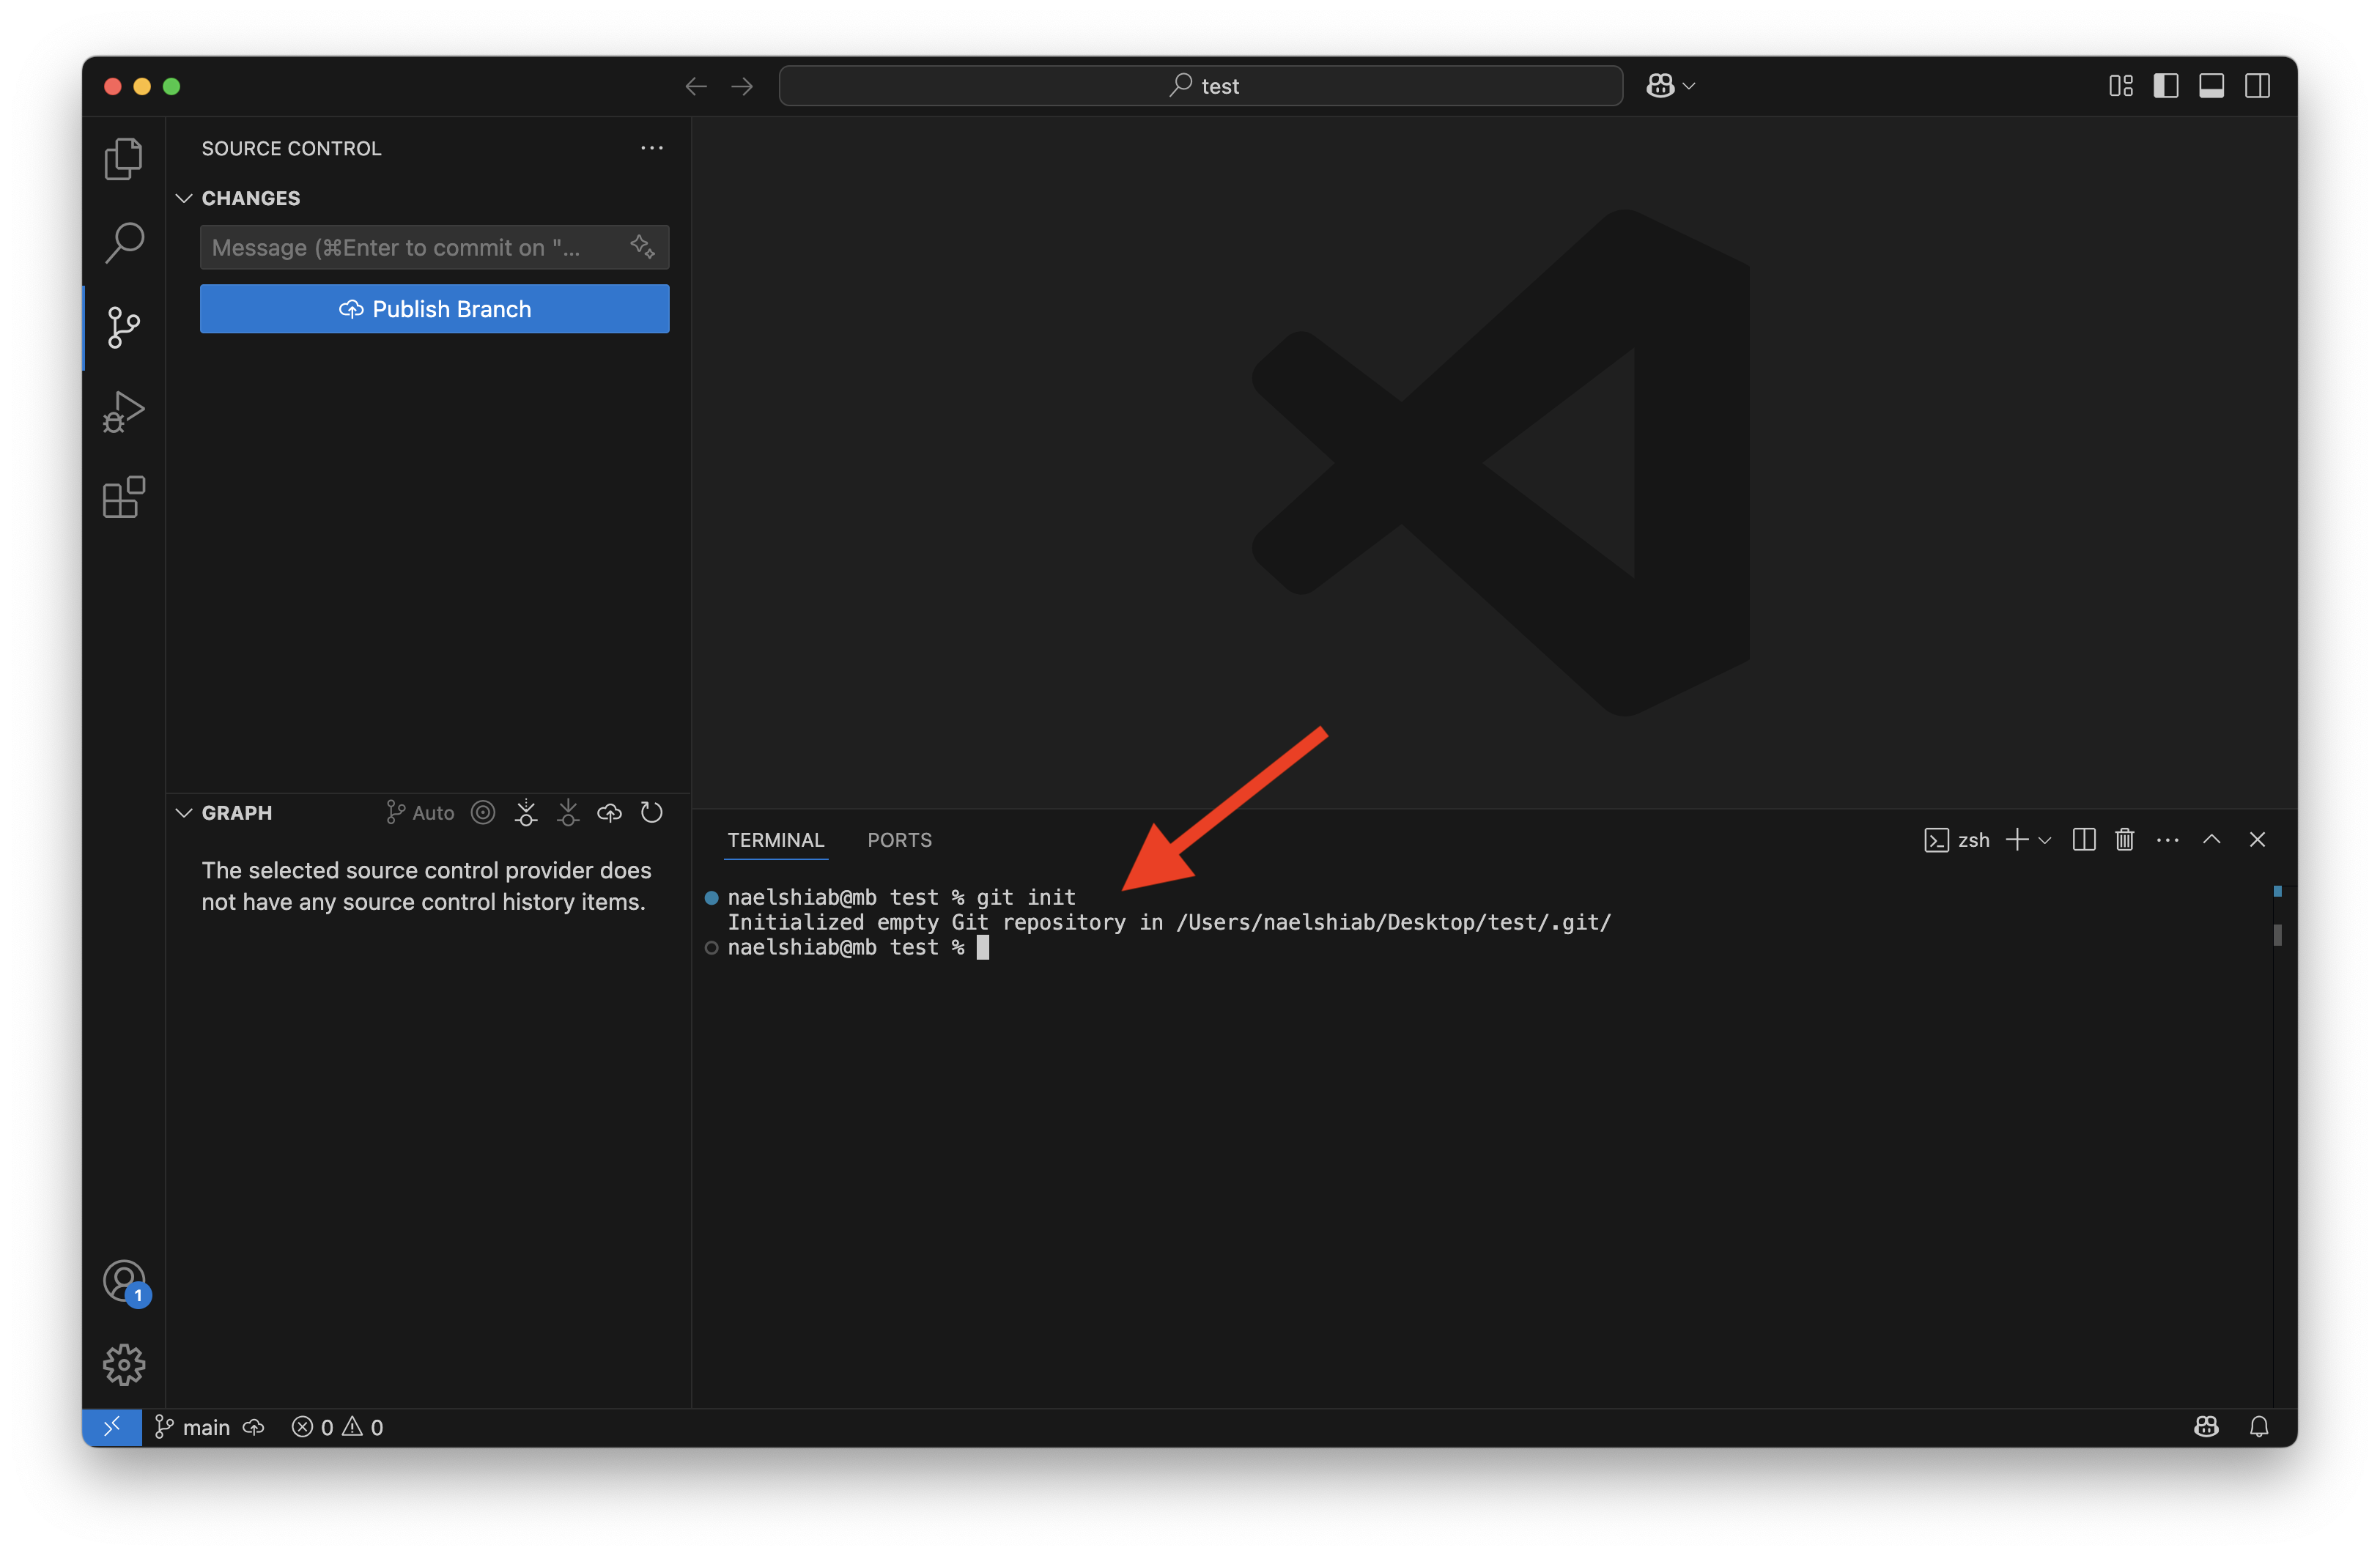 test
SOURCE CONTROL
CHANGES
Message (⌘Enter to commit on "...
Publish Branch
GRAPH
Auto
The selected source control provider does
not have any source control history items.
TERMINAL
PORTS
zsh
naelshiab@mb test % git init
Initialized empty Git repository in /Users/naelshiab/Desktop/test/.git/
naelshiab@mb test %
1
main
0
0